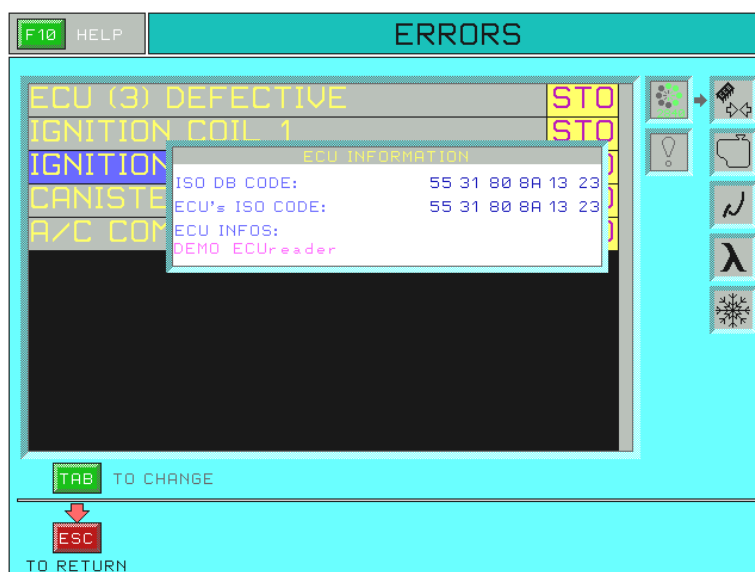 F10 HELP
ERRORS
ECU (3) DEFECTIVE STO
IGNITION COIL 1 STO
IGNITION
CANISTE
A/C COM
ECU INFORMATION
ISO DB CODE: 55 31 80 8A 13 23
ECU's ISO CODE: 55 31 80 8A 13 23
ECU INFOS:
DEMO ECUreader
TAB TO CHANGE
ESC
TO RETURN